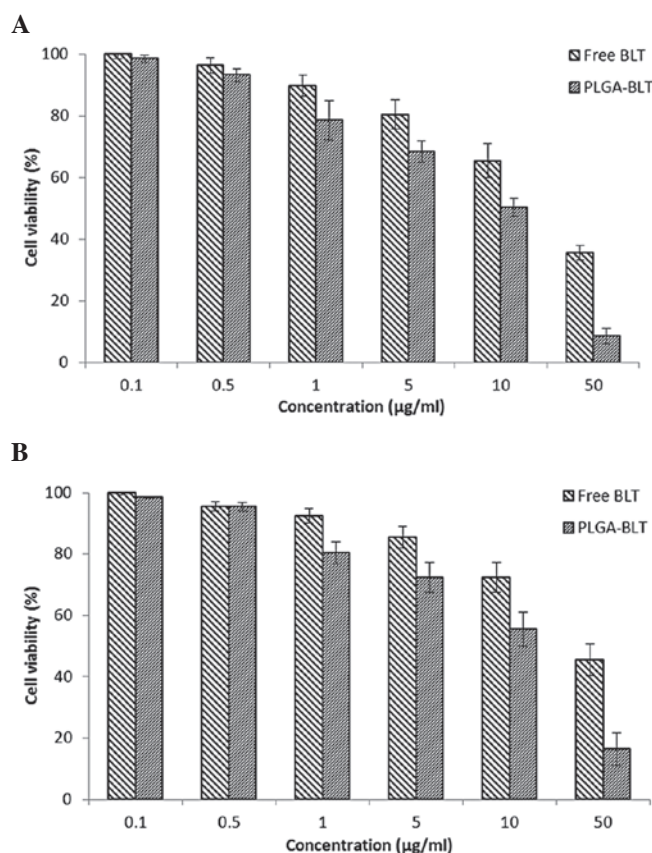 A
100
80
60
40
20
0
Cell viability (%)
Free BLT
PLGA-BLT
0.1 0.5 1 5 10 50
Concentration (µg/ml)
B
100
80
60
40
20
0
Cell viability (%)
Free BLT
PLGA-BLT
0.1 0.5 1 5 10 50
Concentration (µg/ml)